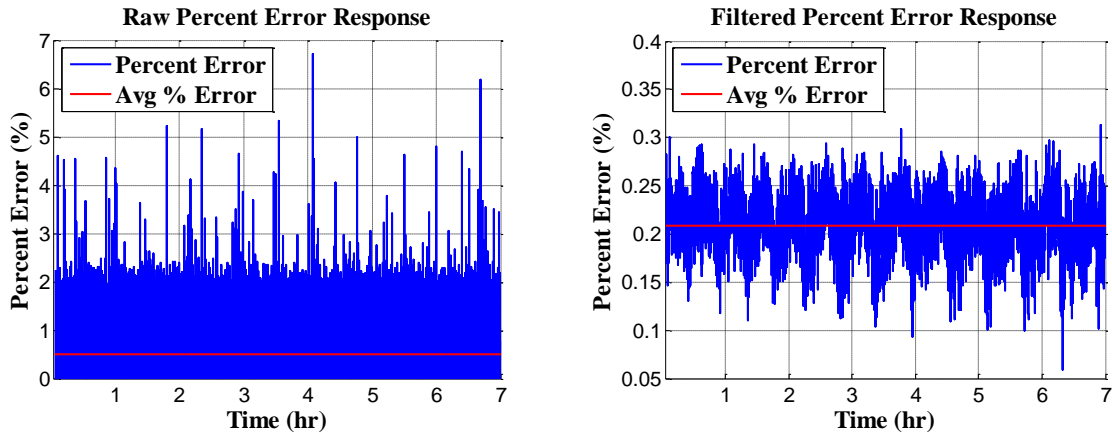 Raw Percent Error Response
7
6
5
4
3
2
1
0
Percent Error (%)
Percent Error
Avg % Error
1 2 3 4 5 6 7
Time (hr)
Filtered Percent Error Response
0.4
0.35
0.3
0.25
0.2
0.15
0.1
0.05
Percent Error (%)
Percent Error
Avg % Error
1 2 3 4 5 6 7
Time (hr)